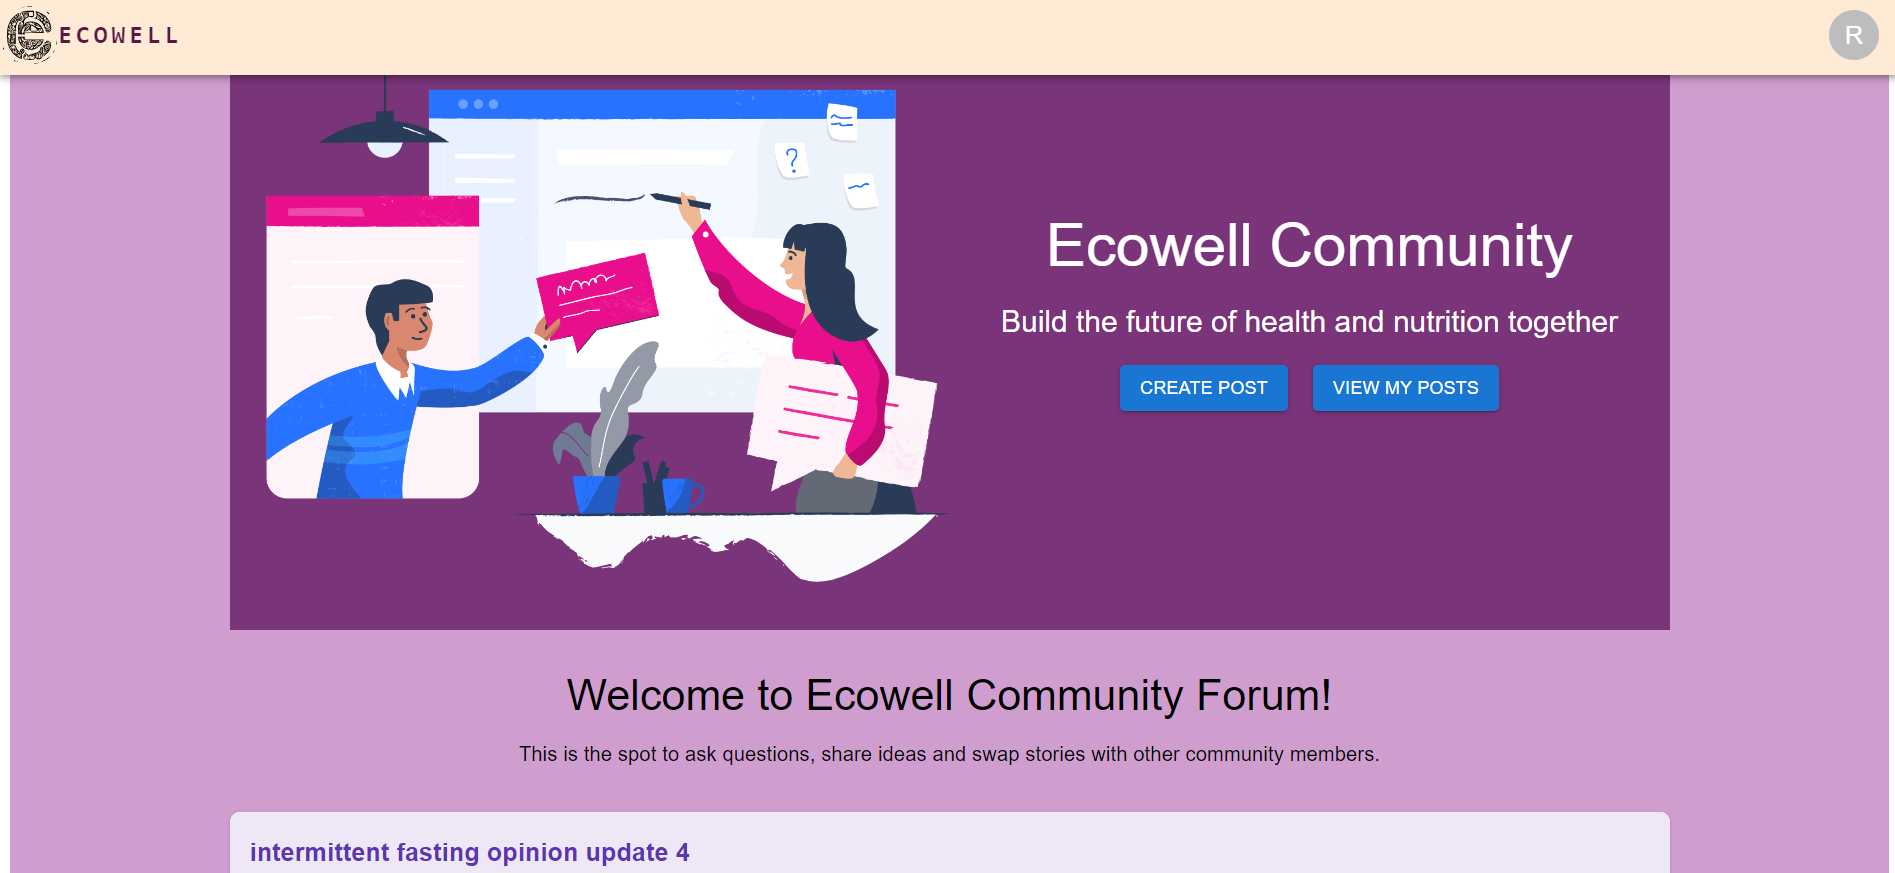 ECOWELL
R
?
Ecowell Community
Build the future of health and nutrition together
CREATE POST
VIEW MY POSTS
Welcome to Ecowell Community Forum!
This is the spot to ask questions, share ideas and swap stories with other community members.
intermittent fasting opinion update 4